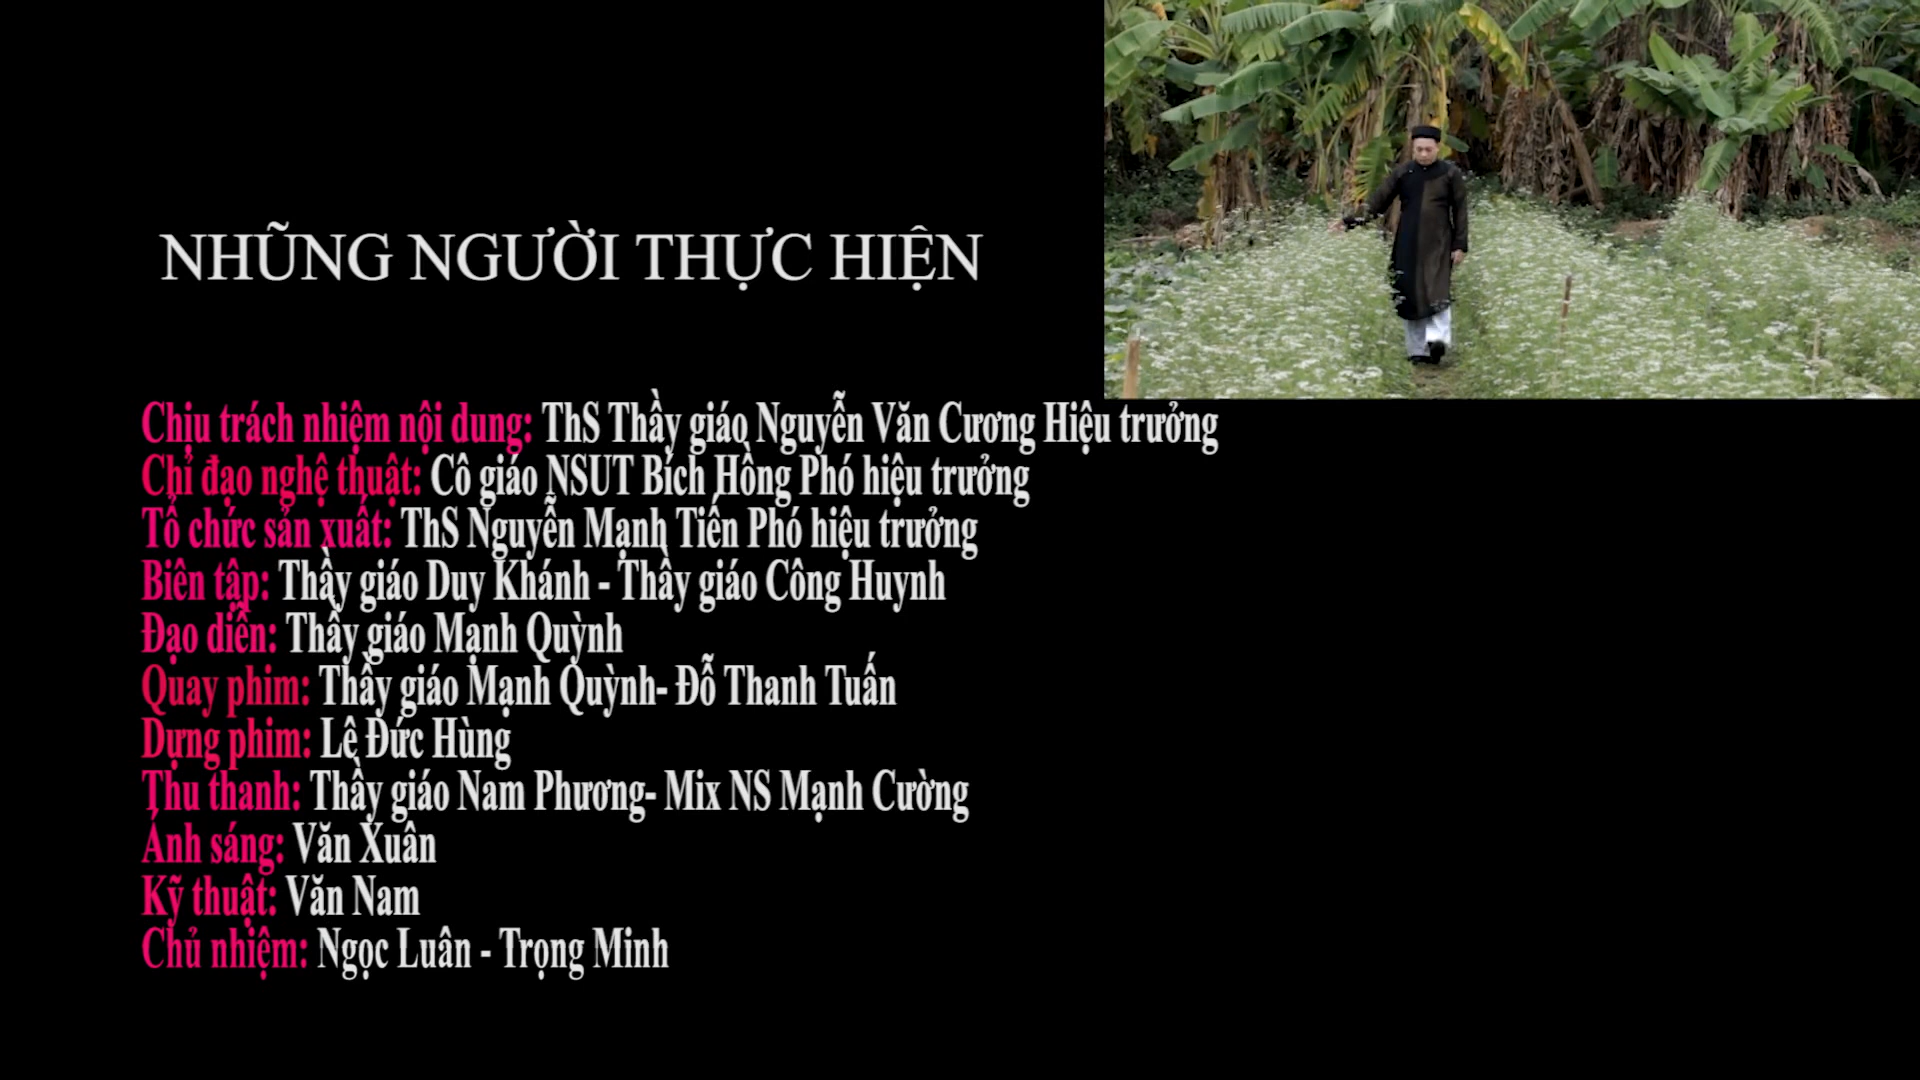 NHỮNG NGƯỜI THỰC HIỆN
Chịu trách nhiệm nội dung: ThS Thầy giáo Nguyễn Văn Cương Hiệu trưởng
Chỉ đạo nghệ thuật: Cô giáo NSUT Bích Hồng Phó hiệu trưởng
Tổ chức sản xuất: ThS Nguyễn Mạnh Tiến Phó hiệu trưởng
Biên tập: Thầy giáo Duy Khánh - Thầy giáo Công Huynh
Đạo diễn: Thầy giáo Mạnh Quỳnh
Quay phim: Thầy giáo Mạnh Quỳnh- Đỗ Thanh Tuấn
Dựng phim: Lê Đức Hùng
Thu thanh: Thầy giáo Nam Phương- Mix NS Mạnh Cường
Ánh sáng: Văn Xuân
Kỹ thuật: Văn Nam
Chủ nhiệm: Ngọc Luân - Trọng Minh